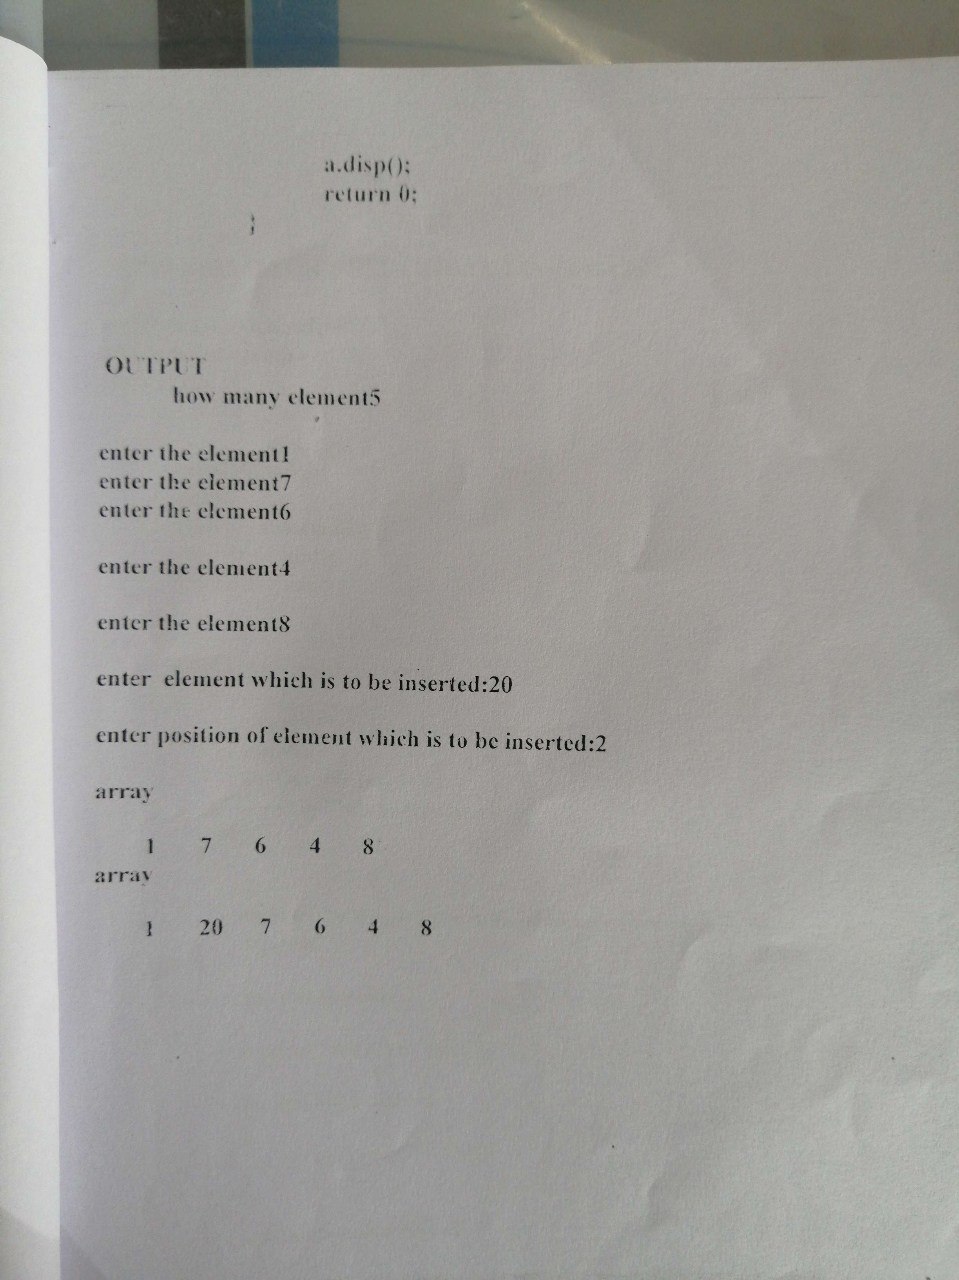 a.disp();
return 0;
}
OUTPUT
how many element5
enter the element1
enter the element7
enter the element6
enter the element4
enter the element8
enter element which is to be inserted:20
enter position of element which is to be inserted:2
array
1 7 6 4 8
array
1 20 7 6 4 8